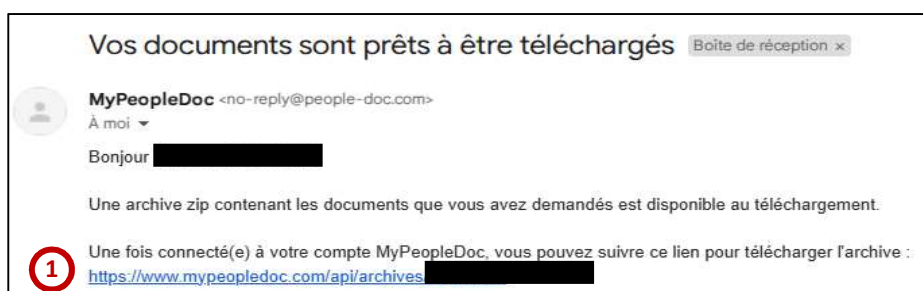 Vos documents sont prêts à être téléchargés Boîte de réception ×
MyPeopleDoc <no-reply@people-doc.com>
À moi
Bonjour
Une archive zip contenant les documents que vous avez demandés est disponible au téléchargement.
Une fois connecté(e) à votre compte MyPeopleDoc, vous pouvez suivre ce lien pour télécharger l'archive :
1
https://www.mypeopledoc.com/api/archives